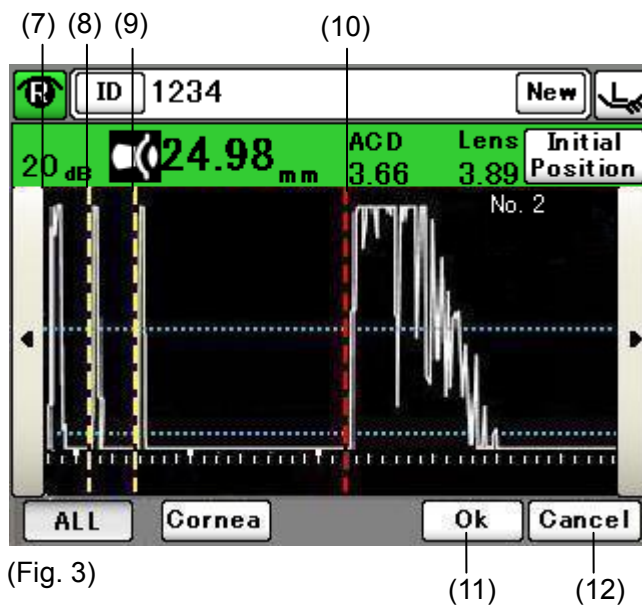 (7) (8) (9) (10)
R ID 1234 New L
20 dB 24.98 mm ACD 3.66 Lens 3.89 Initial Position
No. 2
ALL Cornea Ok Cancel
(Fig. 3)
(11) (12)